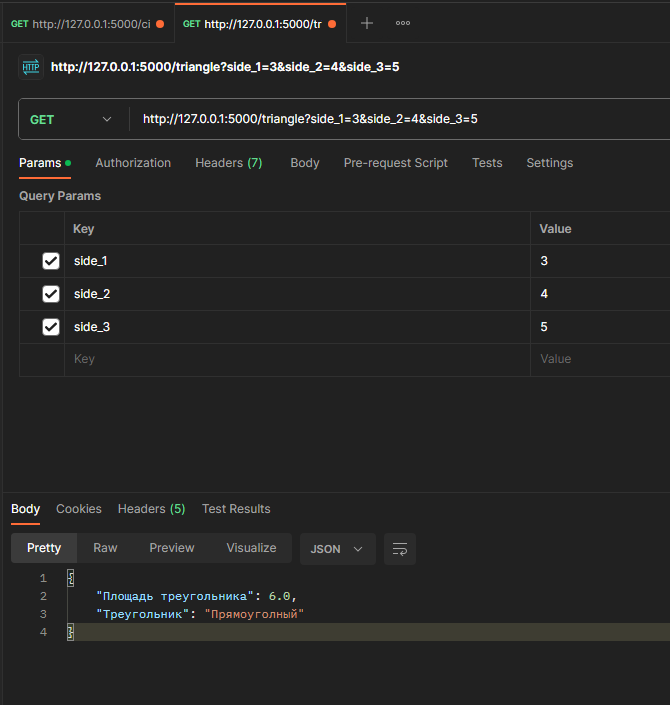 GET http://127.0.0.1:5000/ci GET http://127.0.0.1:5000/tr
HTTP http://127.0.0.1:5000/triangle?side_1=3&side_2=4&side_3=5
GET http://127.0.0.1:5000/triangle?side_1=3&side_2=4&side_3=5
Params Authorization Headers (7) Body Pre-request Script Tests Settings
Query Params
Key Value
side_1 3
side_2 4
side_3 5
Key Value
Body Cookies Headers (5) Test Results
Pretty Raw Preview Visualize JSON
1 {
2 "Площадь треугольника": 6.0,
3 "Треугольник": "Прямоуголный"
4 }